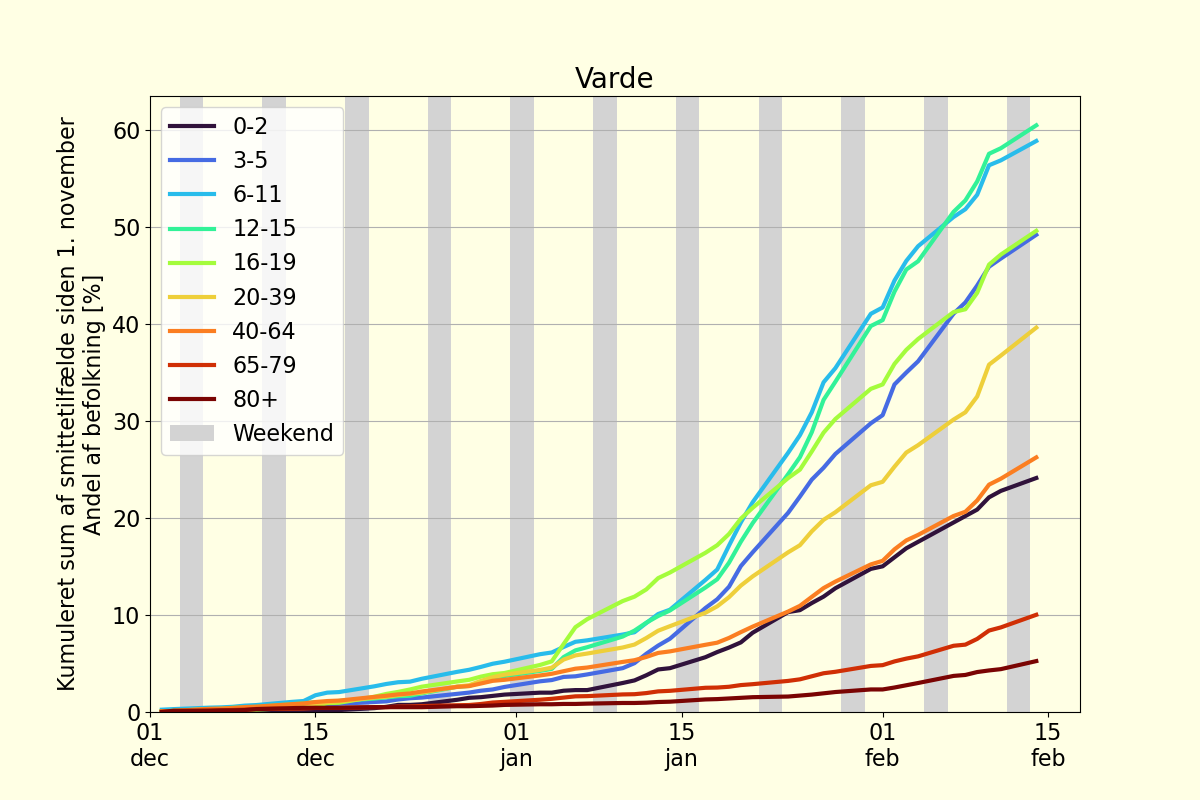 Varde
Kumuleret sum af smittetilfælde siden 1. november
Andel af befolkning [%]
60
50
40
30
20
10
0
0-2
3-5
6-11
12-15
16-19
20-39
40-64
65-79
80+
Weekend
01 15 01 15 01 15
dec dec jan jan feb feb